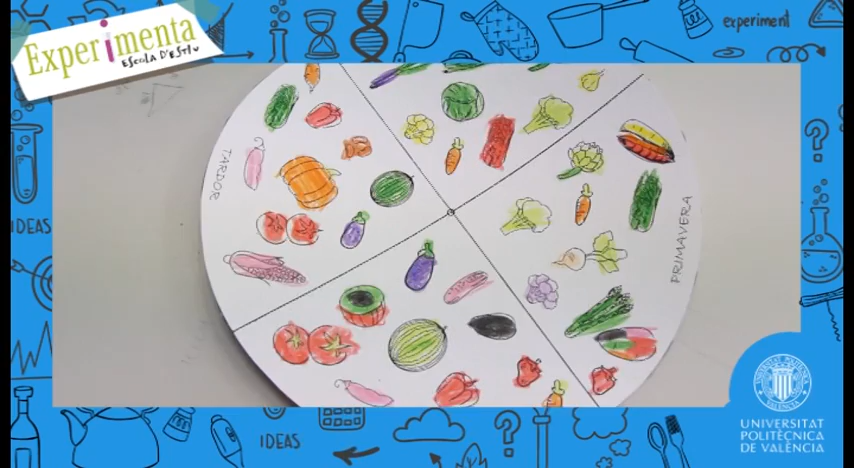 Experimenta
ESCOLA D'ESTIU
experiment
IDEAS
TARDOR
PRIMAVERA
IDEAS
UNIVERSITAT
POLITÈCNICA
DE VALÈNCIA